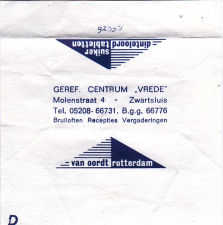 92000
suiker dinteloord
tabletten
GEREF. CENTRUM „VREDE”
Molenstraat 4 - Zwartsluis
Tel. 05208-66731. B.g.g. 66776
Bruiloften Recepties Vergaderingen
van oordt rotterdam
D